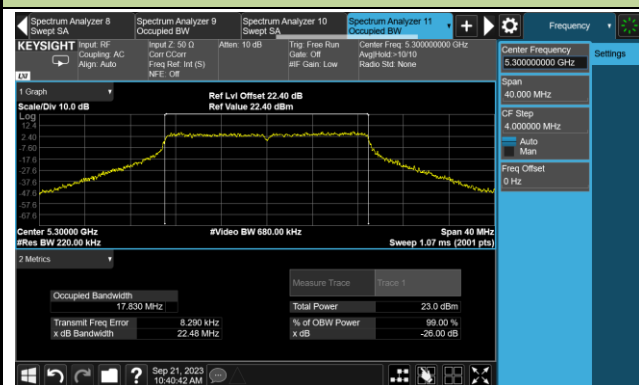 Spectrum Analyzer 8
Swept SA
Spectrum Analyzer 9
Occupied BW
Spectrum Analyzer 10
Swept SA
Spectrum Analyzer 11
Occupied BW
Frequency
KEYSIGHT
Input: RF
Coupling: AC
Align: Auto
Input Z: 50 Ω
Corr CCorr
Freq Ref: Int (S)
NFE: Off
Atten: 10 dB
Trig: Free Run
Gate: Off
#IF Gain: Low
Center Freq: 5.300000000 GHz
Avg|Hold:>10/10
Radio Std: None
LXI
Center Frequency
5.300000000 GHz
Settings
Span
40.000 MHz
CF Step
4.000000 MHz
Auto
Man
Freq Offset
0 Hz
1 Graph
Scale/Div 10.0 dB
Ref Lvl Offset 22.40 dB
Ref Value 22.40 dBm
Log
12.4
2.40
-7.60
-17.6
-27.6
-37.6
-47.6
-57.6
-67.6
Center 5.30000 GHz
#Res BW 220.00 kHz
#Video BW 680.00 kHz
Span 40 MHz
Sweep 1.07 ms (2001 pts)
2 Metrics
Measure Trace
Trace 1
Occupied Bandwidth
17.830 MHz
Total Power
23.0 dBm
Transmit Freq Error
8.290 kHz
% of OBW Power
99.00 %
x dB Bandwidth
22.48 MHz
x dB
-26.00 dB
?
Sep 21, 2023
10:40:42 AM